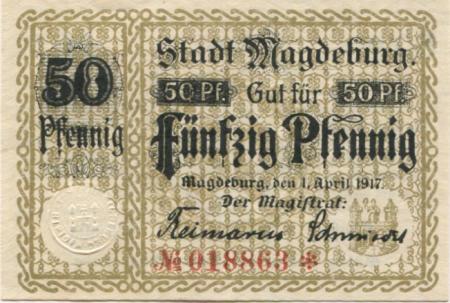 Stadt Magdeburg.
50
Pfennig
50 Pf. Gut für 50 Pf.
Fünfzig Pfennig
Magdeburg, den 1. April 1917.
Der Magistrat:
Reimarus
№ 018863 *